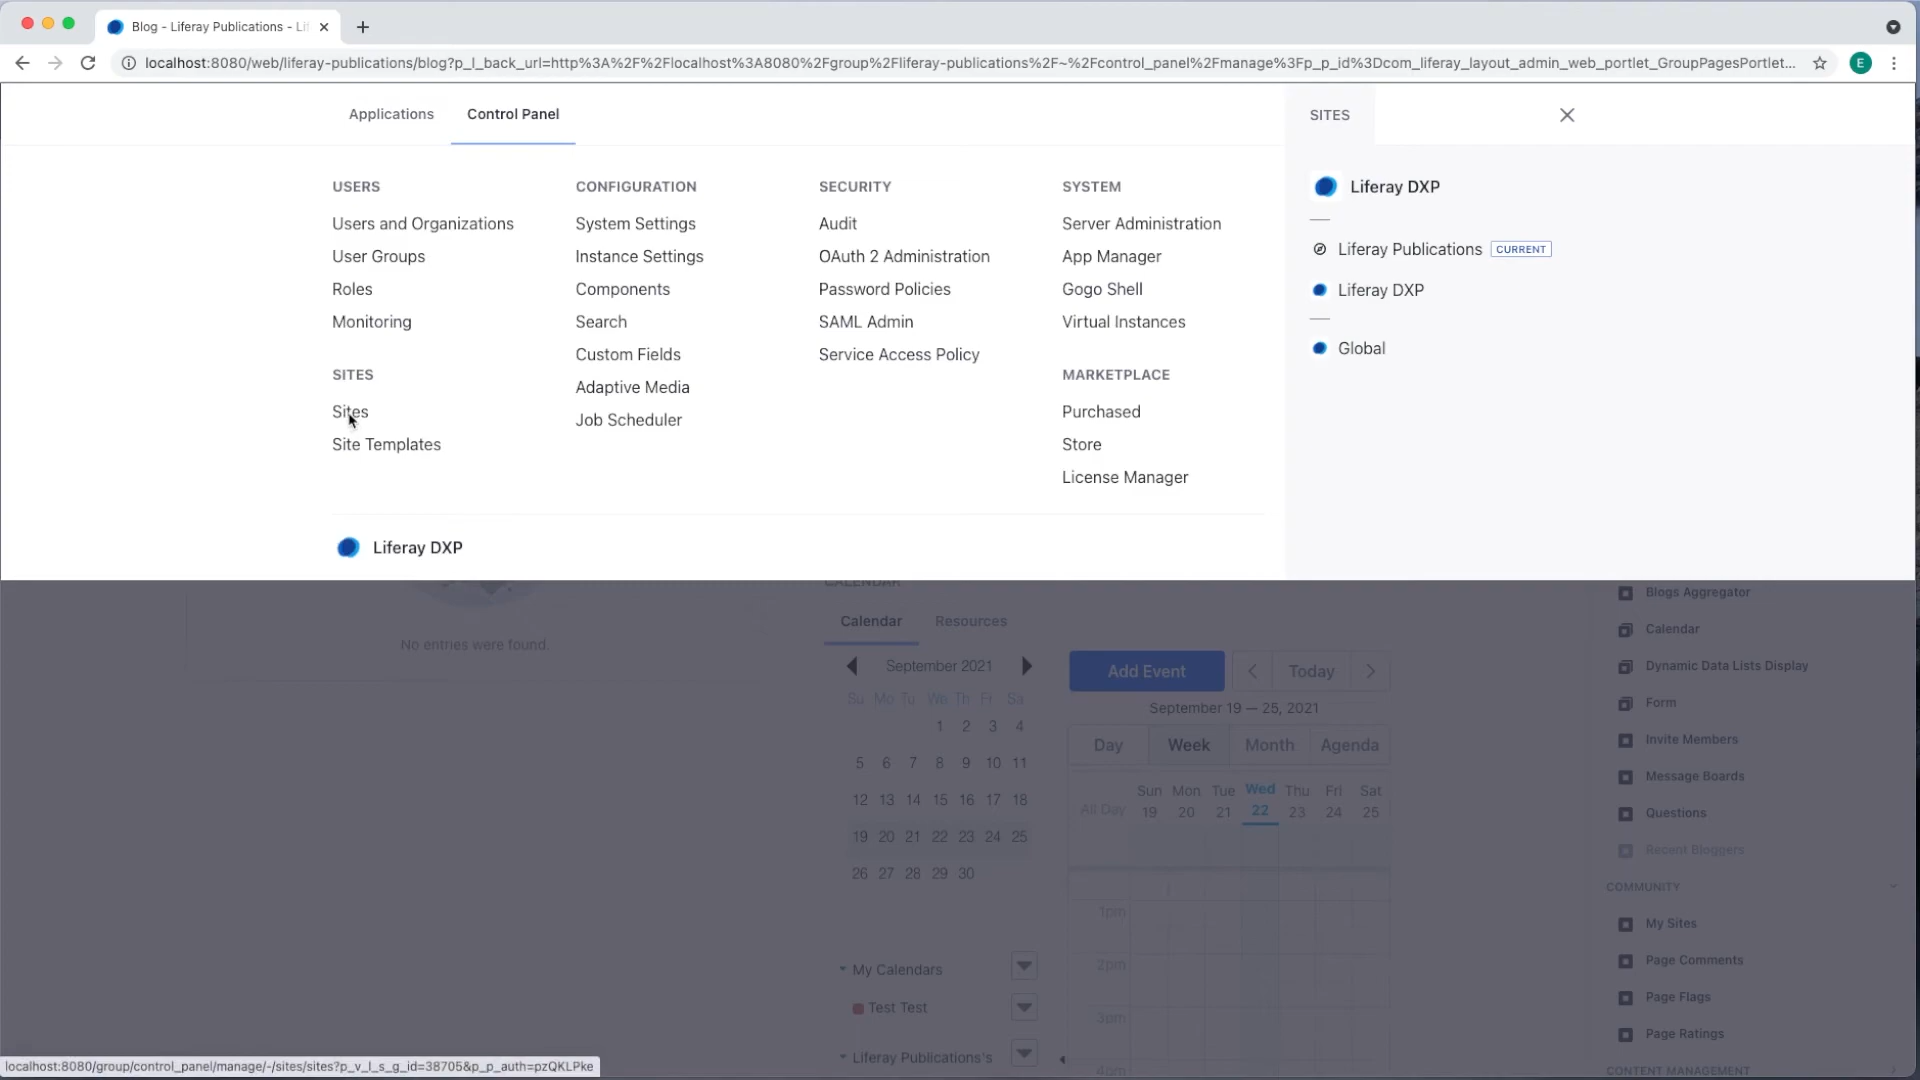 Blog - Liferay Publications - Li
localhost:8080/web/liferay-publications/blog?p_l_back_url=http%3A%2F%2Flocalhost%3A8080%2Fgroup%2Fliferay-publications%2F~%2Fcontrol_panel%2Fmanage%3Fp_p_id%3Dcom_liferay_layout_admin_web_portlet_GroupPagesPortlet...
E
Applications
Control Panel
USERS
Users and Organizations
User Groups
Roles
Monitoring
SITES
Sites
Site Templates
CONFIGURATION
System Settings
Instance Settings
Components
Search
Custom Fields
Adaptive Media
Job Scheduler
SECURITY
Audit
OAuth 2 Administration
Password Policies
SAML Admin
Service Access Policy
SYSTEM
Server Administration
App Manager
Gogo Shell
Virtual Instances
MARKETPLACE
Purchased
Store
License Manager
Liferay DXP
SITES
Liferay DXP
Liferay Publications CURRENT
Liferay DXP
Global
No entries were found.
CALENDAR
Calendar Resources
September 2021
Su Mo Tu We Th Fr Sa
1 2 3 4
5 6 7 8 9 10 11
12 13 14 15 16 17 18
19 20 21 22 23 24 25
26 27 28 29 30
My Calendars
Test Test
Liferay Publications's
Add Event
Today
September 19 — 25, 2021
Day Week Month Agenda
Sun Mon Tue Wed Thu Fri Sat
All Day 19 20 21 22 23 24 25
1pm
2pm
3pm
4pm
Blogs Aggregator
Calendar
Dynamic Data Lists Display
Form
Invite Members
Message Boards
Questions
Recent Bloggers
COMMUNITY
My Sites
Page Comments
Page Flags
Page Ratings
CONTENT MANAGEMENT
localhost:8080/group/control_panel/manage/-/sites/sites?p_v_l_s_g_id=38705&p_p_auth=pzQKLPke